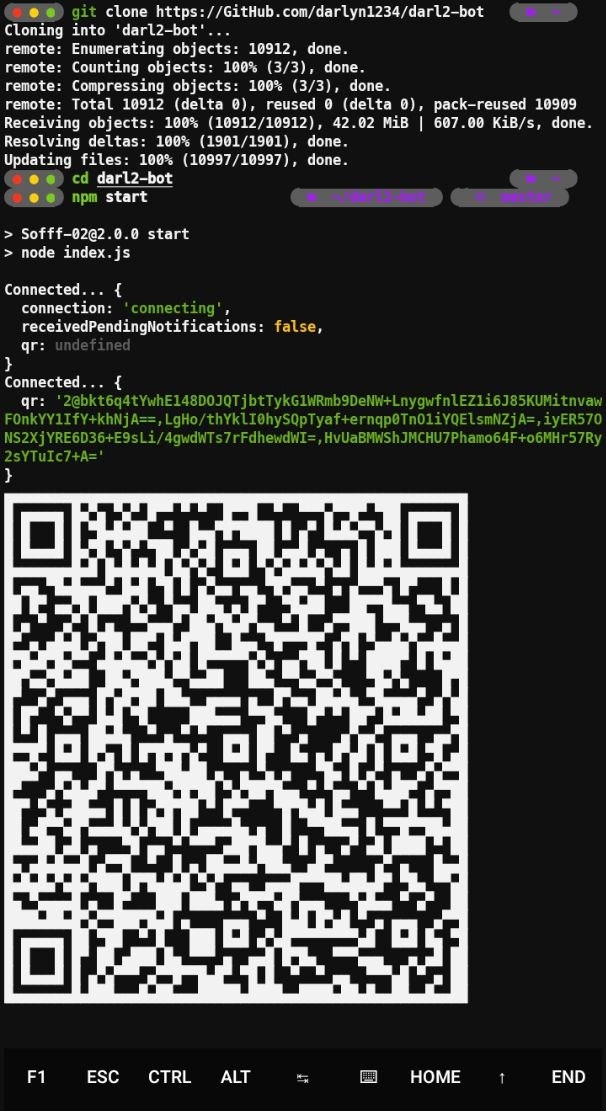 git clone https://GitHub.com/darlyn1234/darl2-bot
Cloning into 'darl2-bot'...
remote: Enumerating objects: 10912, done.
remote: Counting objects: 100% (3/3), done.
remote: Compressing objects: 100% (3/3), done.
remote: Total 10912 (delta 0), reused 0 (delta 0), pack-reused 10909
Receiving objects: 100% (10912/10912), 42.02 MiB | 607.00 KiB/s, done.
Resolving deltas: 100% (1901/1901), done.
Updating files: 100% (10997/10997), done.
cd darl2-bot
npm start ~/darl2-bot master
> Sofff-02@2.0.0 start
> node index.js
Connected... {
connection: 'connecting',
receivedPendingNotifications: false,
qr: undefined
}
Connected... {
qr: '2@bkt6q4tYwhE148DOJQTjbtTykG1WRmb9DeNW+LnygwfnlEZ1i6J85KUMitnvaw
FOnkYY1IfY+khNjA==,LgHo/thYklI0hySQpTyaf+ernqp0TnO1iYQElsmNZjA=,iyER57O
NS2XjYRE6D36+E9sLi/4gwdWTs7rFdhewdWI=,HvUaBMWShJMCHU7Phamo64F+o6MHr57Ry
2sYTuIc7+A='
}
F1 ESC CTRL ALT ↹ ⌨ HOME ↑ END